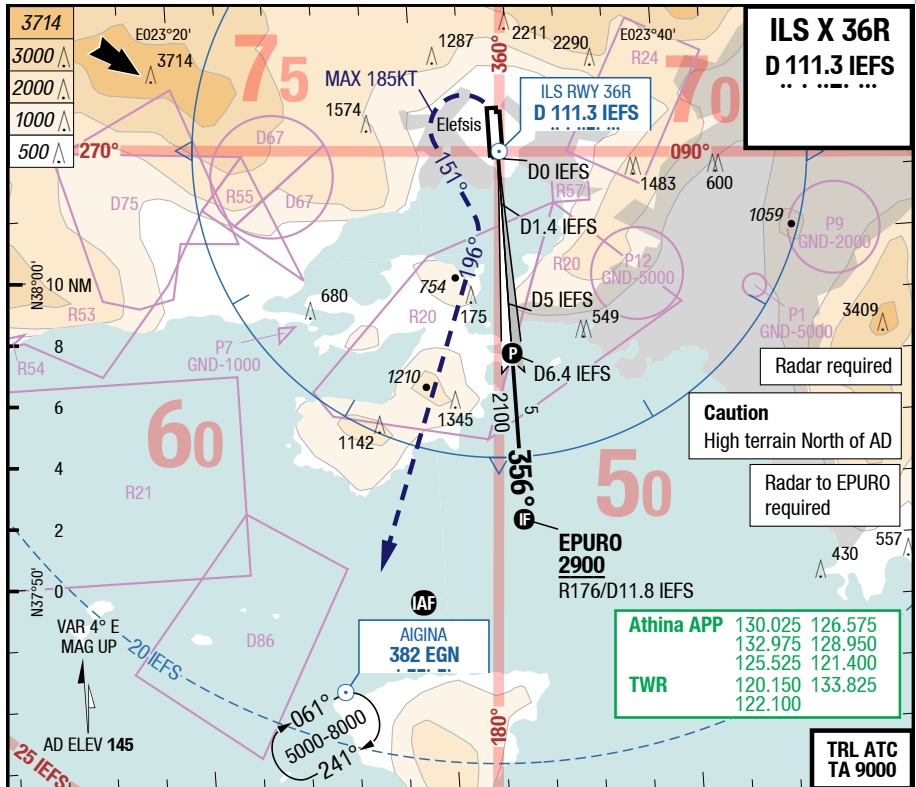 3714
3000
2000
1000
500
E023°20'
3714
75
1287
2211
2290
360°
E023°40'
R24
70
ILS X 36R
D 111.3 IEFS
MAX 185KT
1574
Elefsis
ILS RWY 36R
D 111.3 IEFS
270°
090°
D67
D67
D75
R55
151°
D0 IEFS
R57
1483
600
D1.4 IEFS
1059
P9
GND-2000
196°
R20
P12
GND-5000
N38°00'
10 NM
754
R53
680
R20
175
D5 IEFS
549
P1
GND-5000
3409
8
R54
P7
GND-1000
P
D6.4 IEFS
Radar required
1210
6
1345
2100
5
Caution
High terrain North of AD
60
1142
4
356°
50
Radar to EPURO
required
R21
IF
2
EPURO
2900
R176/D11.8 IEFS
557
430
N37°50'
0
IAF
VAR 4° E
MAG UP
20 IEFS
D86
AIGINA
382 EGN
Athina APP 130.025 126.575
132.975 128.950
125.525 121.400
TWR 120.150 133.825
122.100
061°
5000-8000
241°
180°
AD ELEV 145
25 IEFS
TRL ATC
TA 9000